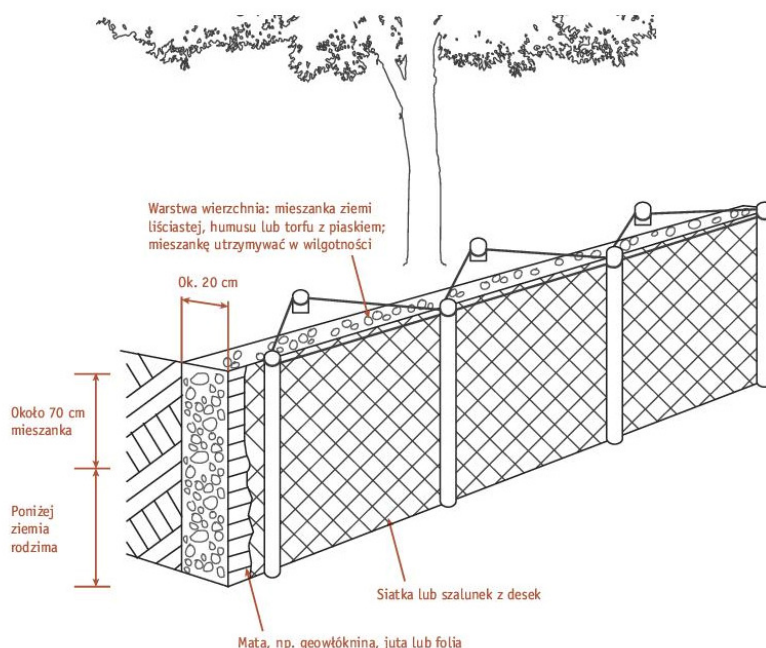 Warstwa wierzchnia: mieszanka ziemi
liściastej, humusu lub torfu z piaskiem;
mieszankę utrzymywać w wilgotności
Ok. 20 cm
Około 70 cm
mieszanka
Poniżej
ziemia
rodzima
Siatka lub szalunek z desek
Mata, np. geowłóknina, juta lub folia